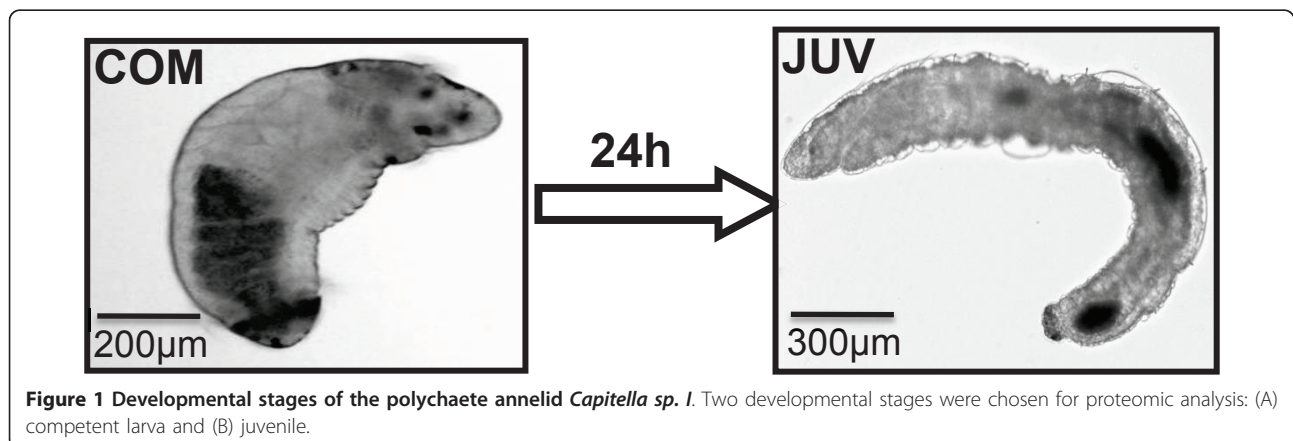 COM
200µm
24h
JUV
300µm
Figure 1 Developmental stages of the polychaete annelid Capitella sp. I. Two developmental stages were chosen for proteomic analysis: (A)
competent larva and (B) juvenile.